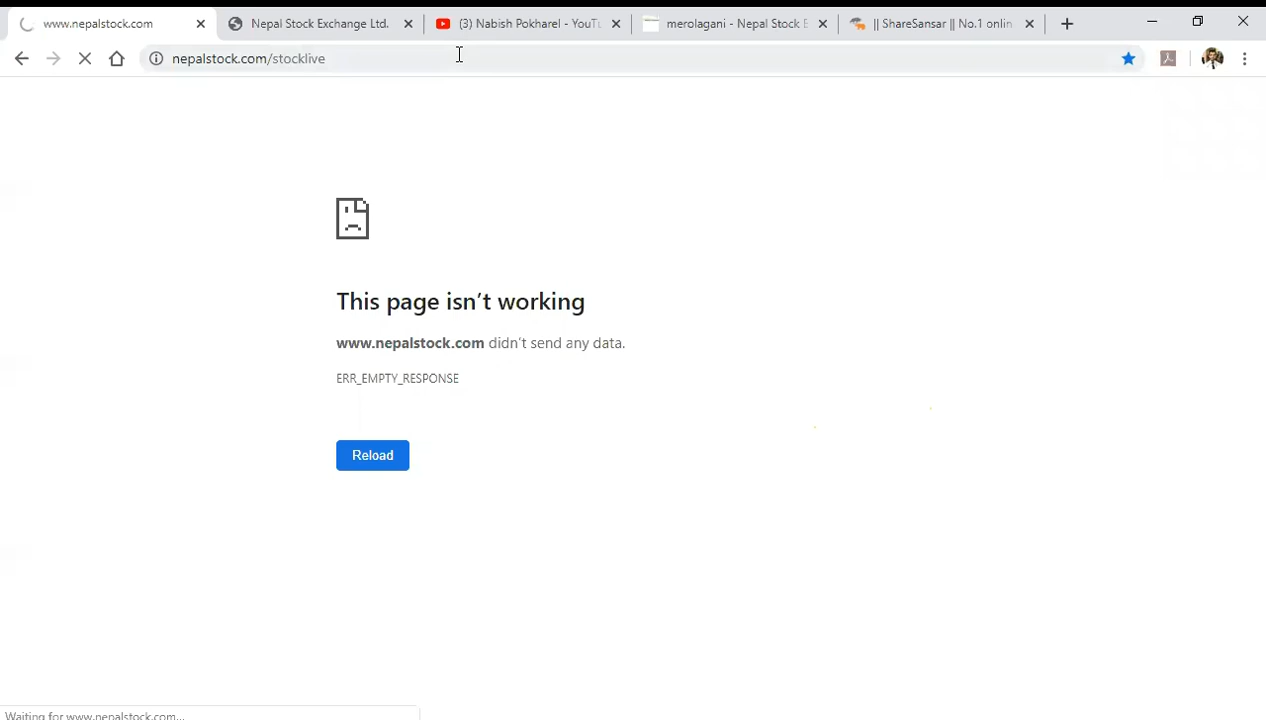 www.nepalstock.com
Nepal Stock Exchange Ltd.
(3) Nabish Pokharel - YouTu
merolagani - Nepal Stock E
|| ShareSansar || No.1 onlin
nepalstock.com/stocklive
This page isn't working
www.nepalstock.com didn't send any data.
ERR_EMPTY_RESPONSE
Reload
Waiting for www.nepalstock.com...